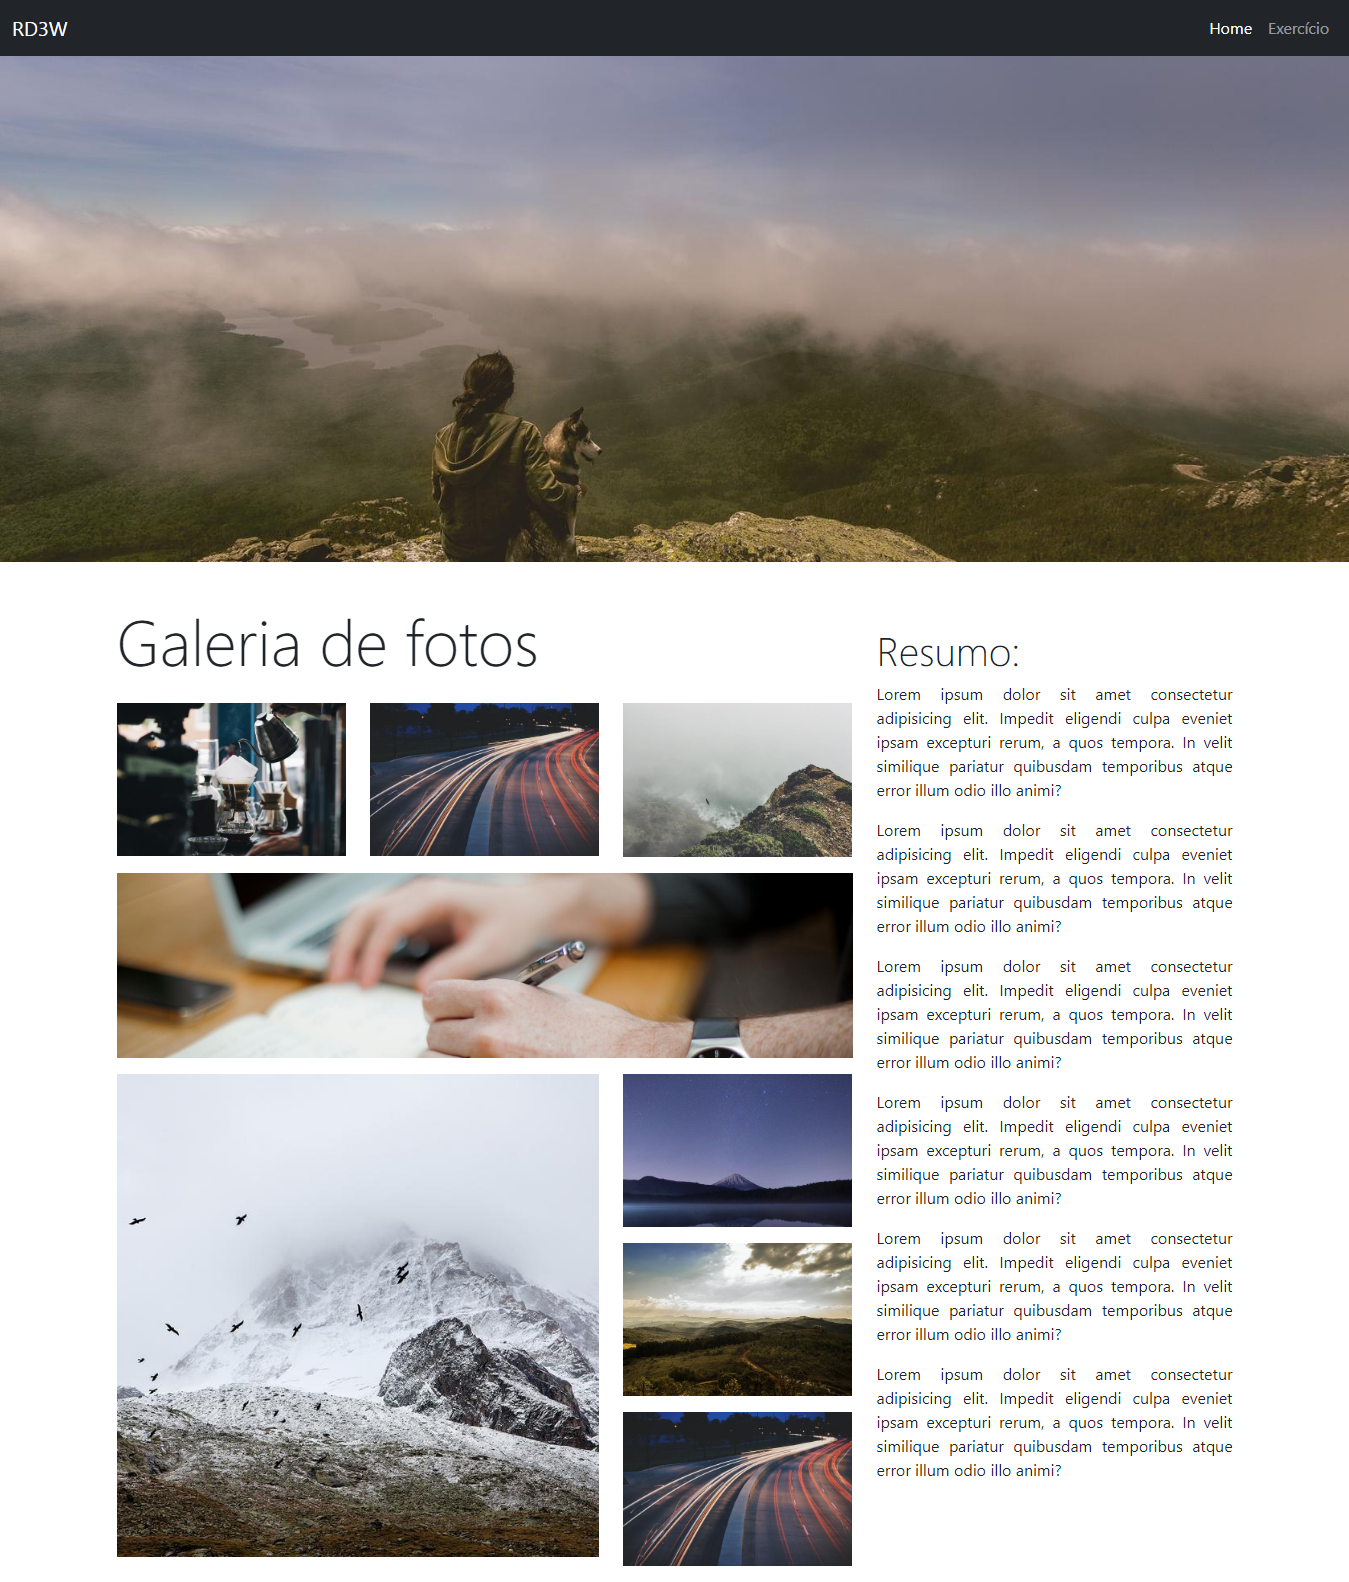 RD3W
Home Exercício
Galeria de fotos
Resumo:
Lorem ipsum dolor sit amet consectetur
adipisicing elit. Impedit eligendi culpa eveniet
ipsam excepturi rerum, a quos tempora. In velit
similique pariatur quibusdam temporibus atque
error illum odio illo animi?
Lorem ipsum dolor sit amet consectetur
adipisicing elit. Impedit eligendi culpa eveniet
ipsam excepturi rerum, a quos tempora. In velit
similique pariatur quibusdam temporibus atque
error illum odio illo animi?
Lorem ipsum dolor sit amet consectetur
adipisicing elit. Impedit eligendi culpa eveniet
ipsam excepturi rerum, a quos tempora. In velit
similique pariatur quibusdam temporibus atque
error illum odio illo animi?
Lorem ipsum dolor sit amet consectetur
adipisicing elit. Impedit eligendi culpa eveniet
ipsam excepturi rerum, a quos tempora. In velit
similique pariatur quibusdam temporibus atque
error illum odio illo animi?
Lorem ipsum dolor sit amet consectetur
adipisicing elit. Impedit eligendi culpa eveniet
ipsam excepturi rerum, a quos tempora. In velit
similique pariatur quibusdam temporibus atque
error illum odio illo animi?
Lorem ipsum dolor sit amet consectetur
adipisicing elit. Impedit eligendi culpa eveniet
ipsam excepturi rerum, a quos tempora. In velit
similique pariatur quibusdam temporibus atque
error illum odio illo animi?